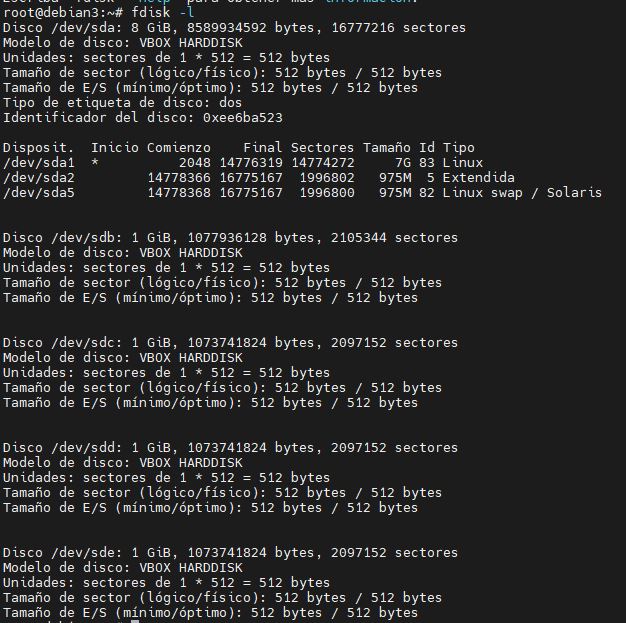 root@debian3:~# fdisk -l
Disco /dev/sda: 8 GiB, 8589934592 bytes, 16777216 sectores
Modelo de disco: VBOX HARDDISK
Unidades: sectores de 1 * 512 = 512 bytes
Tamaño de sector (lógico/físico): 512 bytes / 512 bytes
Tamaño de E/S (mínimo/óptimo): 512 bytes / 512 bytes
Tipo de etiqueta de disco: dos
Identificador del disco: 0xee6ba523
Disposit. Inicio Comienzo Final Sectores Tamaño Id Tipo
/dev/sda1 * 2048 14776319 14774272 7G 83 Linux
/dev/sda2 14778366 16775167 1996802 975M 5 Extendida
/dev/sda5 14778368 16775167 1996800 975M 82 Linux swap / Solaris
Disco /dev/sdb: 1 GiB, 1077936128 bytes, 2105344 sectores
Modelo de disco: VBOX HARDDISK
Unidades: sectores de 1 * 512 = 512 bytes
Tamaño de sector (lógico/físico): 512 bytes / 512 bytes
Tamaño de E/S (mínimo/óptimo): 512 bytes / 512 bytes
Disco /dev/sdc: 1 GiB, 1073741824 bytes, 2097152 sectores
Modelo de disco: VBOX HARDDISK
Unidades: sectores de 1 * 512 = 512 bytes
Tamaño de sector (lógico/físico): 512 bytes / 512 bytes
Tamaño de E/S (mínimo/óptimo): 512 bytes / 512 bytes
Disco /dev/sdd: 1 GiB, 1073741824 bytes, 2097152 sectores
Modelo de disco: VBOX HARDDISK
Unidades: sectores de 1 * 512 = 512 bytes
Tamaño de sector (lógico/físico): 512 bytes / 512 bytes
Tamaño de E/S (mínimo/óptimo): 512 bytes / 512 bytes
Disco /dev/sde: 1 GiB, 1073741824 bytes, 2097152 sectores
Modelo de disco: VBOX HARDDISK
Unidades: sectores de 1 * 512 = 512 bytes
Tamaño de sector (lógico/físico): 512 bytes / 512 bytes
Tamaño de E/S (mínimo/óptimo): 512 bytes / 512 bytes